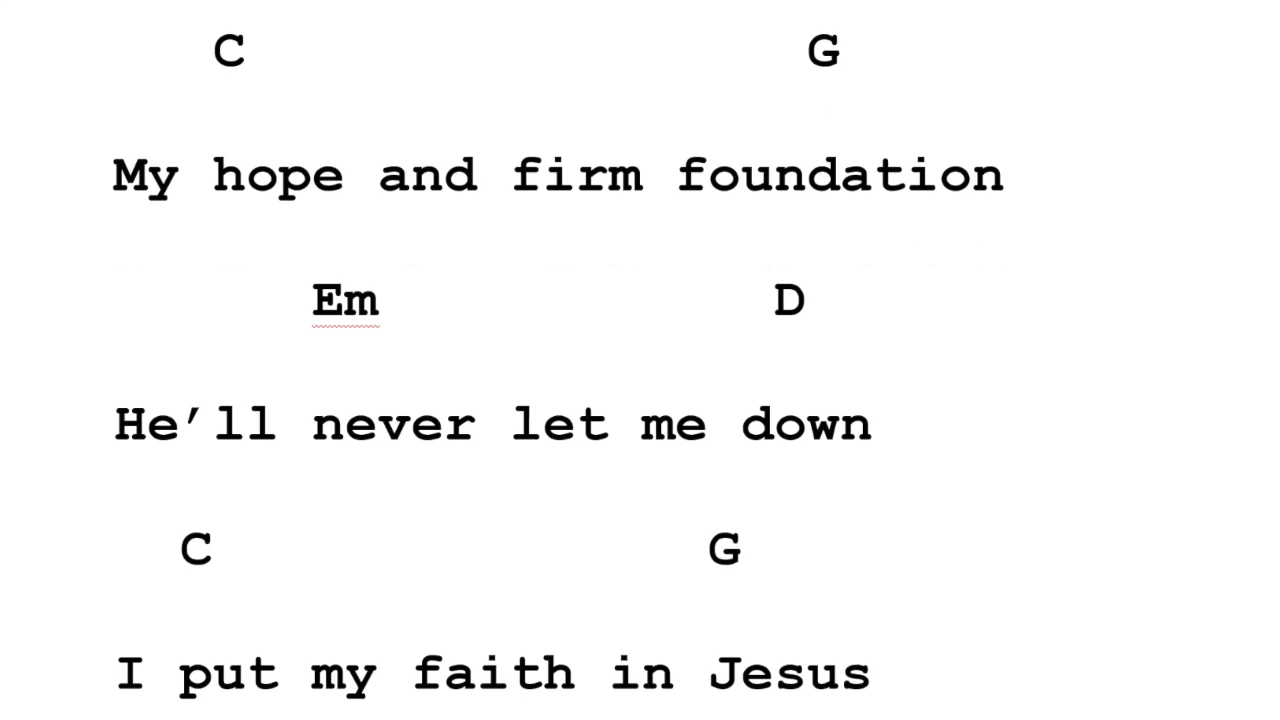 C G
My hope and firm foundation
Em D
He’ll never let me down
C G
I put my faith in Jesus